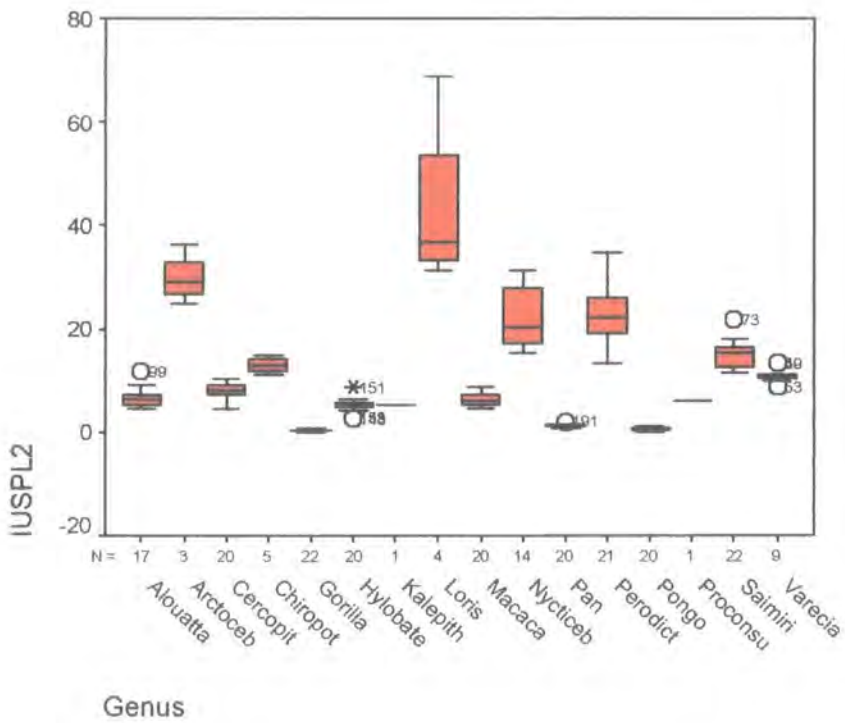 80
60
40
20
0
-20
IUSPL2
99
151
73
191
53
N = 17 3 20 5 22 20 1 4 20 14 20 21 20 1 22 9
Alouatta
Arctoceb
Cercopit
Chiropot
Gorilla
Hylobate
Kalepith
Loris
Macaca
Nycticeb
Pan
Perodict
Pongo
Proconsu
Saimiri
Varecia
Genus